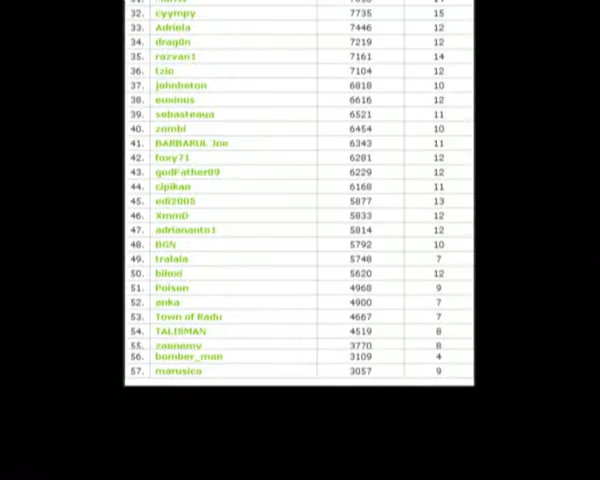 32. cyympy 7735 15
33. Adriela 7446 12
34. drag0n 7219 12
35. razvan1 7161 14
36. tzio 7104 12
37. johnbeton 6818 10
38. euxinus 6616 12
39. sebasteaua 6521 11
40. zombi 6454 10
41. BARBARUL Joe 6343 11
42. foxy71 6281 12
43. godFather89 6229 12
44. cipikao 6168 11
45. edi2005 5877 13
46. XmmD 5833 12
47. adriananto1 5814 12
48. BGN 5792 10
49. tralala 5748 7
50. biloxi 5620 12
51. Poison 4968 9
52. anka 4900 7
53. Town of Radu 4667 7
54. TALISMAN 4519 8
55. 3770 8
56. bomber_man 3109 4
57. marusica 3057 9